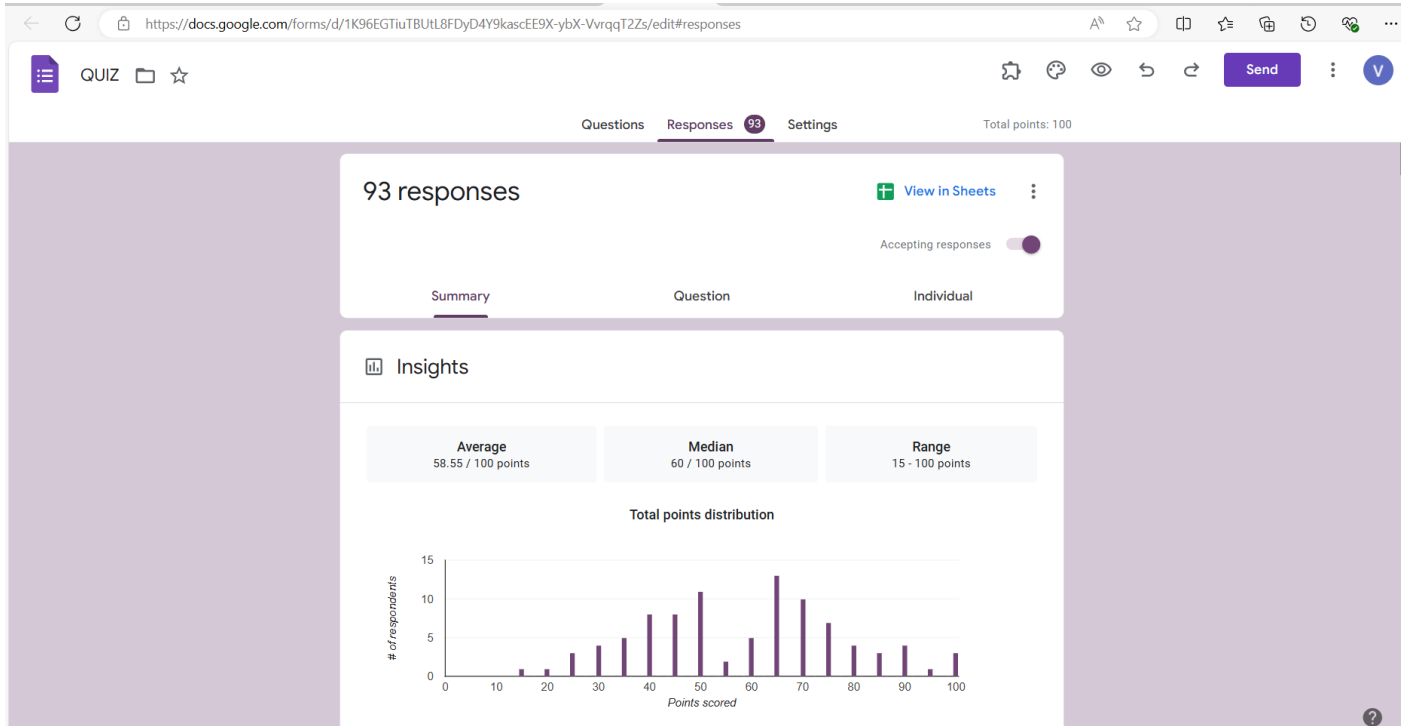 https://docs.google.com/forms/d/1K96EGTiuTBUtL8FDyD4Y9kascEE9X-ybX-VvrqqT2Zs/edit#responses
QUIZ
Send
V
Questions Responses 93 Settings
Total points: 100
93 responses
View in Sheets
Accepting responses
Summary Question Individual
Insights
Average Median Range
58.55 / 100 points 60 / 100 points 15 - 100 points
Total points distribution
15
10
5
0
# of respondents
0 10 20 30 40 50 60 70 80 90 100
Points scored